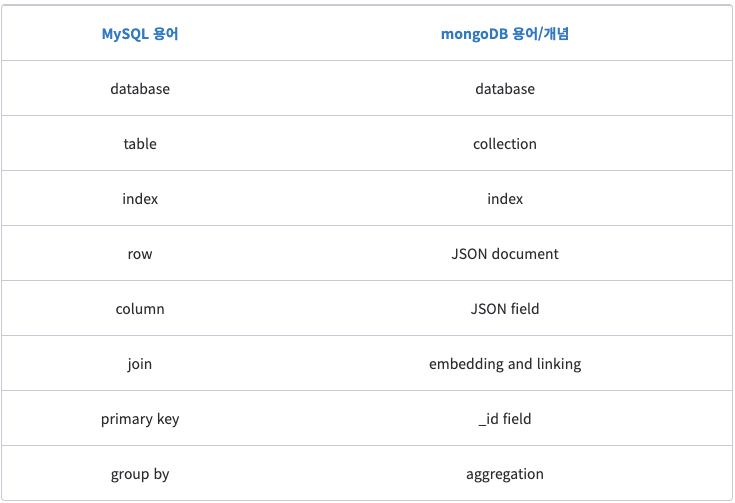 MySQL 용어 mongoDB 용어/개념
database database
table collection
index index
row JSON document
column JSON field
join embedding and linking
primary key _id field
group by aggregation